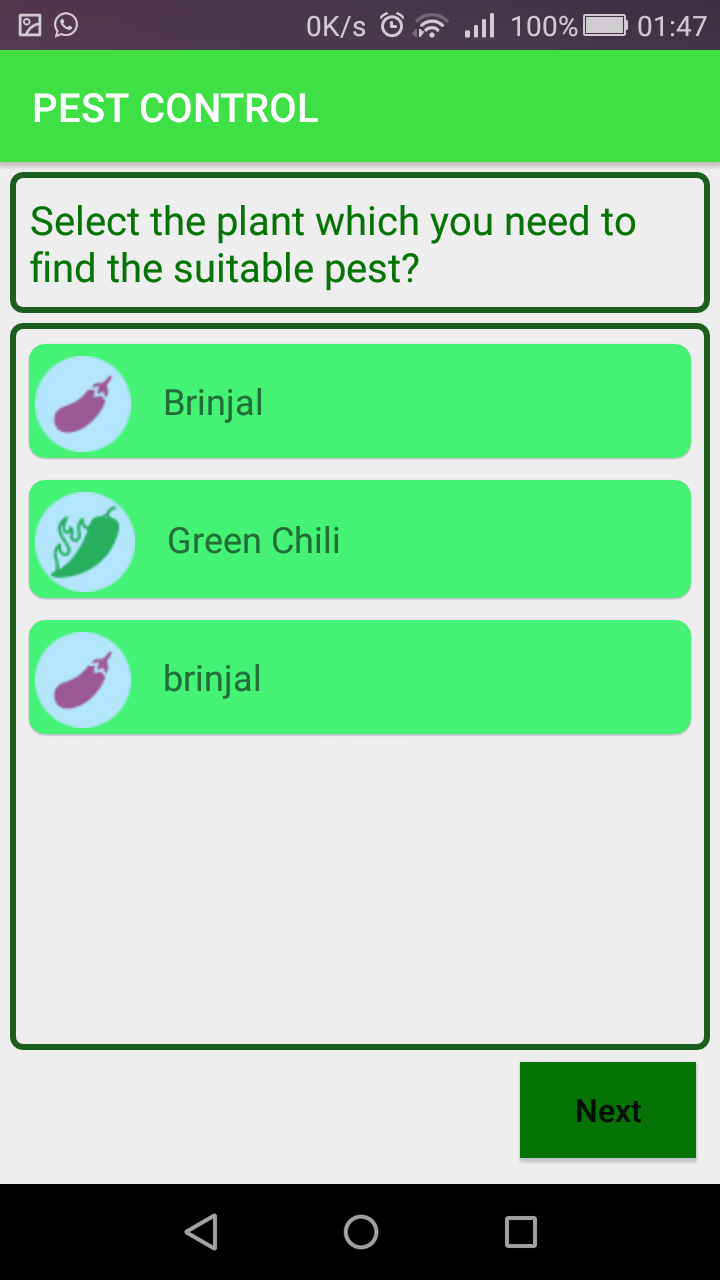 0K/s 100% 01:47
PEST CONTROL
Select the plant which you need to
find the suitable pest?
Brinjal
Green Chili
brinjal
Next